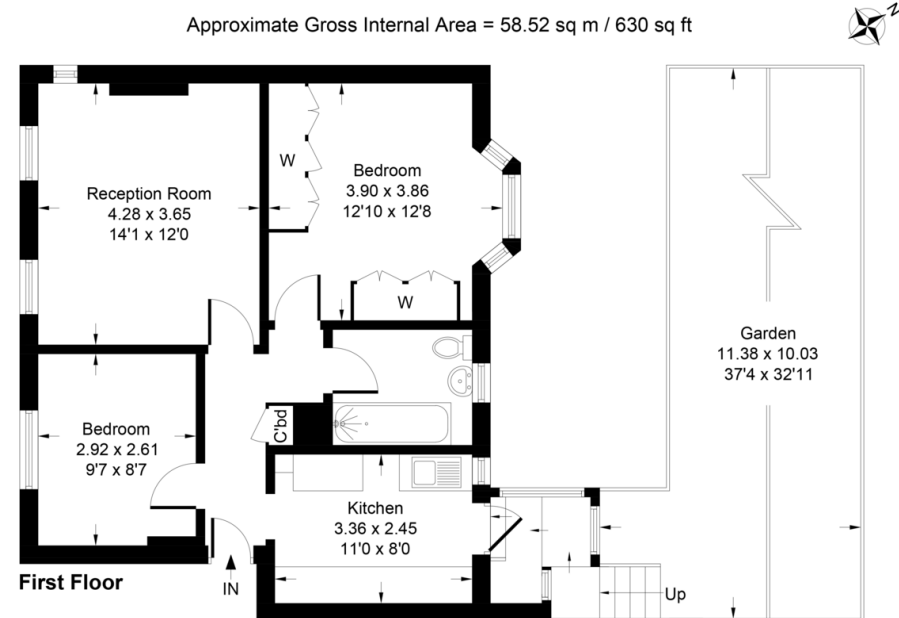 Approximate Gross Internal Area = 58.52 sq m / 630 sq ft
N
Reception Room
4.28 x 3.65
14'1 x 12'0
W
Bedroom
3.90 x 3.86
12'10 x 12'8
W
Garden
11.38 x 10.03
37'4 x 32'11
Bedroom
2.92 x 2.61
9'7 x 8'7
C'bd
Kitchen
3.36 x 2.45
11'0 x 8'0
First Floor
IN
Up